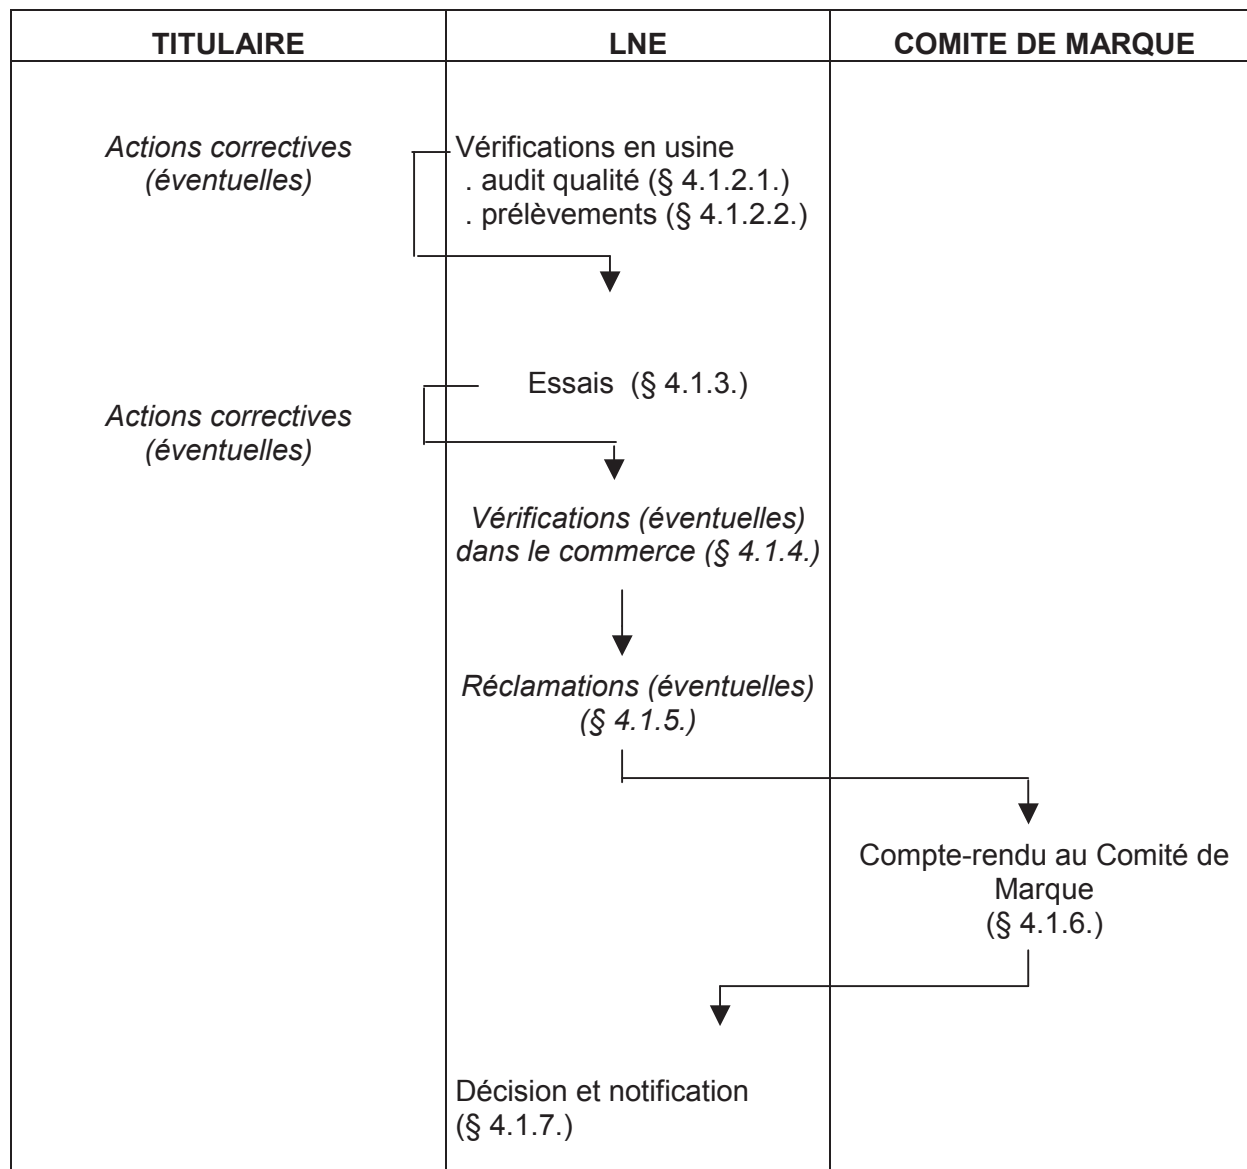 TITULAIRE
LNE
COMITE DE MARQUE
Actions correctives
(éventuelles)
Vérifications en usine
. audit qualité (§ 4.1.2.1.)
. prélèvements (§ 4.1.2.2.)
Essais (§ 4.1.3.)
Actions correctives
(éventuelles)
Vérifications (éventuelles)
dans le commerce (§ 4.1.4.)
Réclamations (éventuelles)
(§ 4.1.5.)
Compte-rendu au Comité de
Marque
(§ 4.1.6.)
Décision et notification
(§ 4.1.7.)